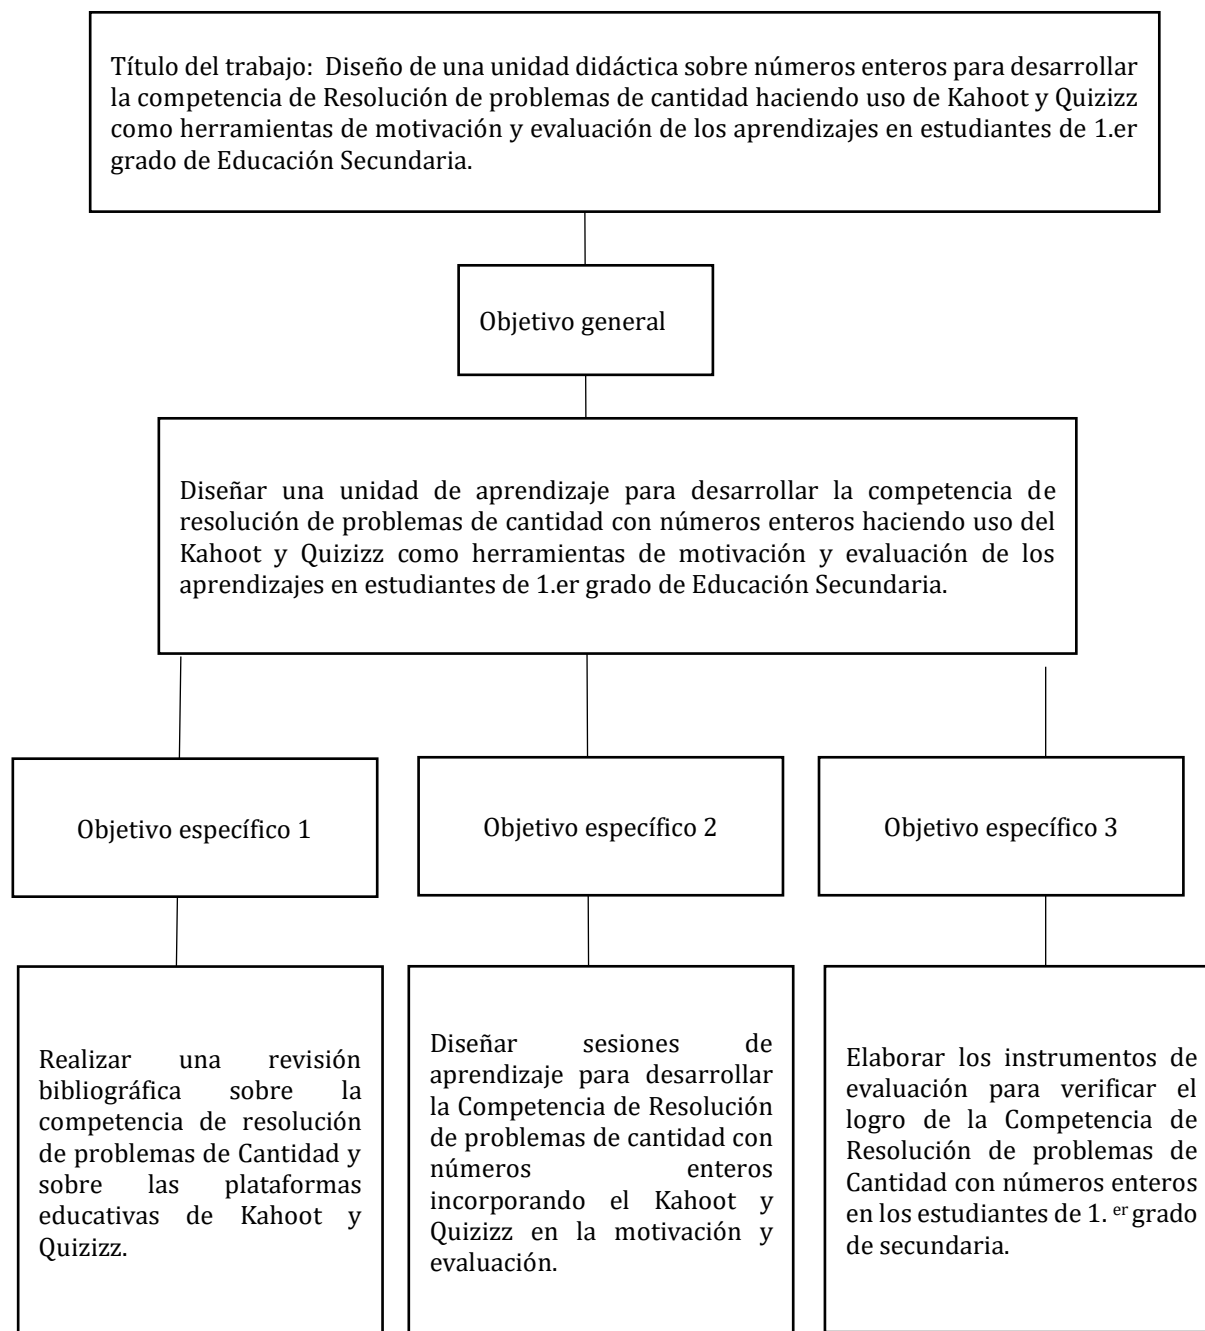 Título del trabajo: Diseño de una unidad didáctica sobre números enteros para desarrollar
la competencia de Resolución de problemas de cantidad haciendo uso de Kahoot y Quizizz
como herramientas de motivación y evaluación de los aprendizajes en estudiantes de 1.er
grado de Educación Secundaria.
Objetivo general
Diseñar una unidad de aprendizaje para desarrollar la competencia de
resolución de problemas de cantidad con números enteros haciendo uso del
Kahoot y Quizizz como herramientas de motivación y evaluación de los
aprendizajes en estudiantes de 1.er grado de Educación Secundaria.
Objetivo específico 1
Objetivo específico 2
Objetivo específico 3
Realizar una revisión
bibliográfica sobre la
competencia de resolución
de problemas de Cantidad y
sobre las plataformas
educativas de Kahoot y
Quizizz.
Diseñar sesiones de
aprendizaje para desarrollar
la Competencia de Resolución
de problemas de cantidad con
números enteros
incorporando el Kahoot y
Quizizz en la motivación y
evaluación.
Elaborar los instrumentos de
evaluación para verificar el
logro de la Competencia de
Resolución de problemas de
Cantidad con números enteros
en los estudiantes de 1. er grado
de secundaria.